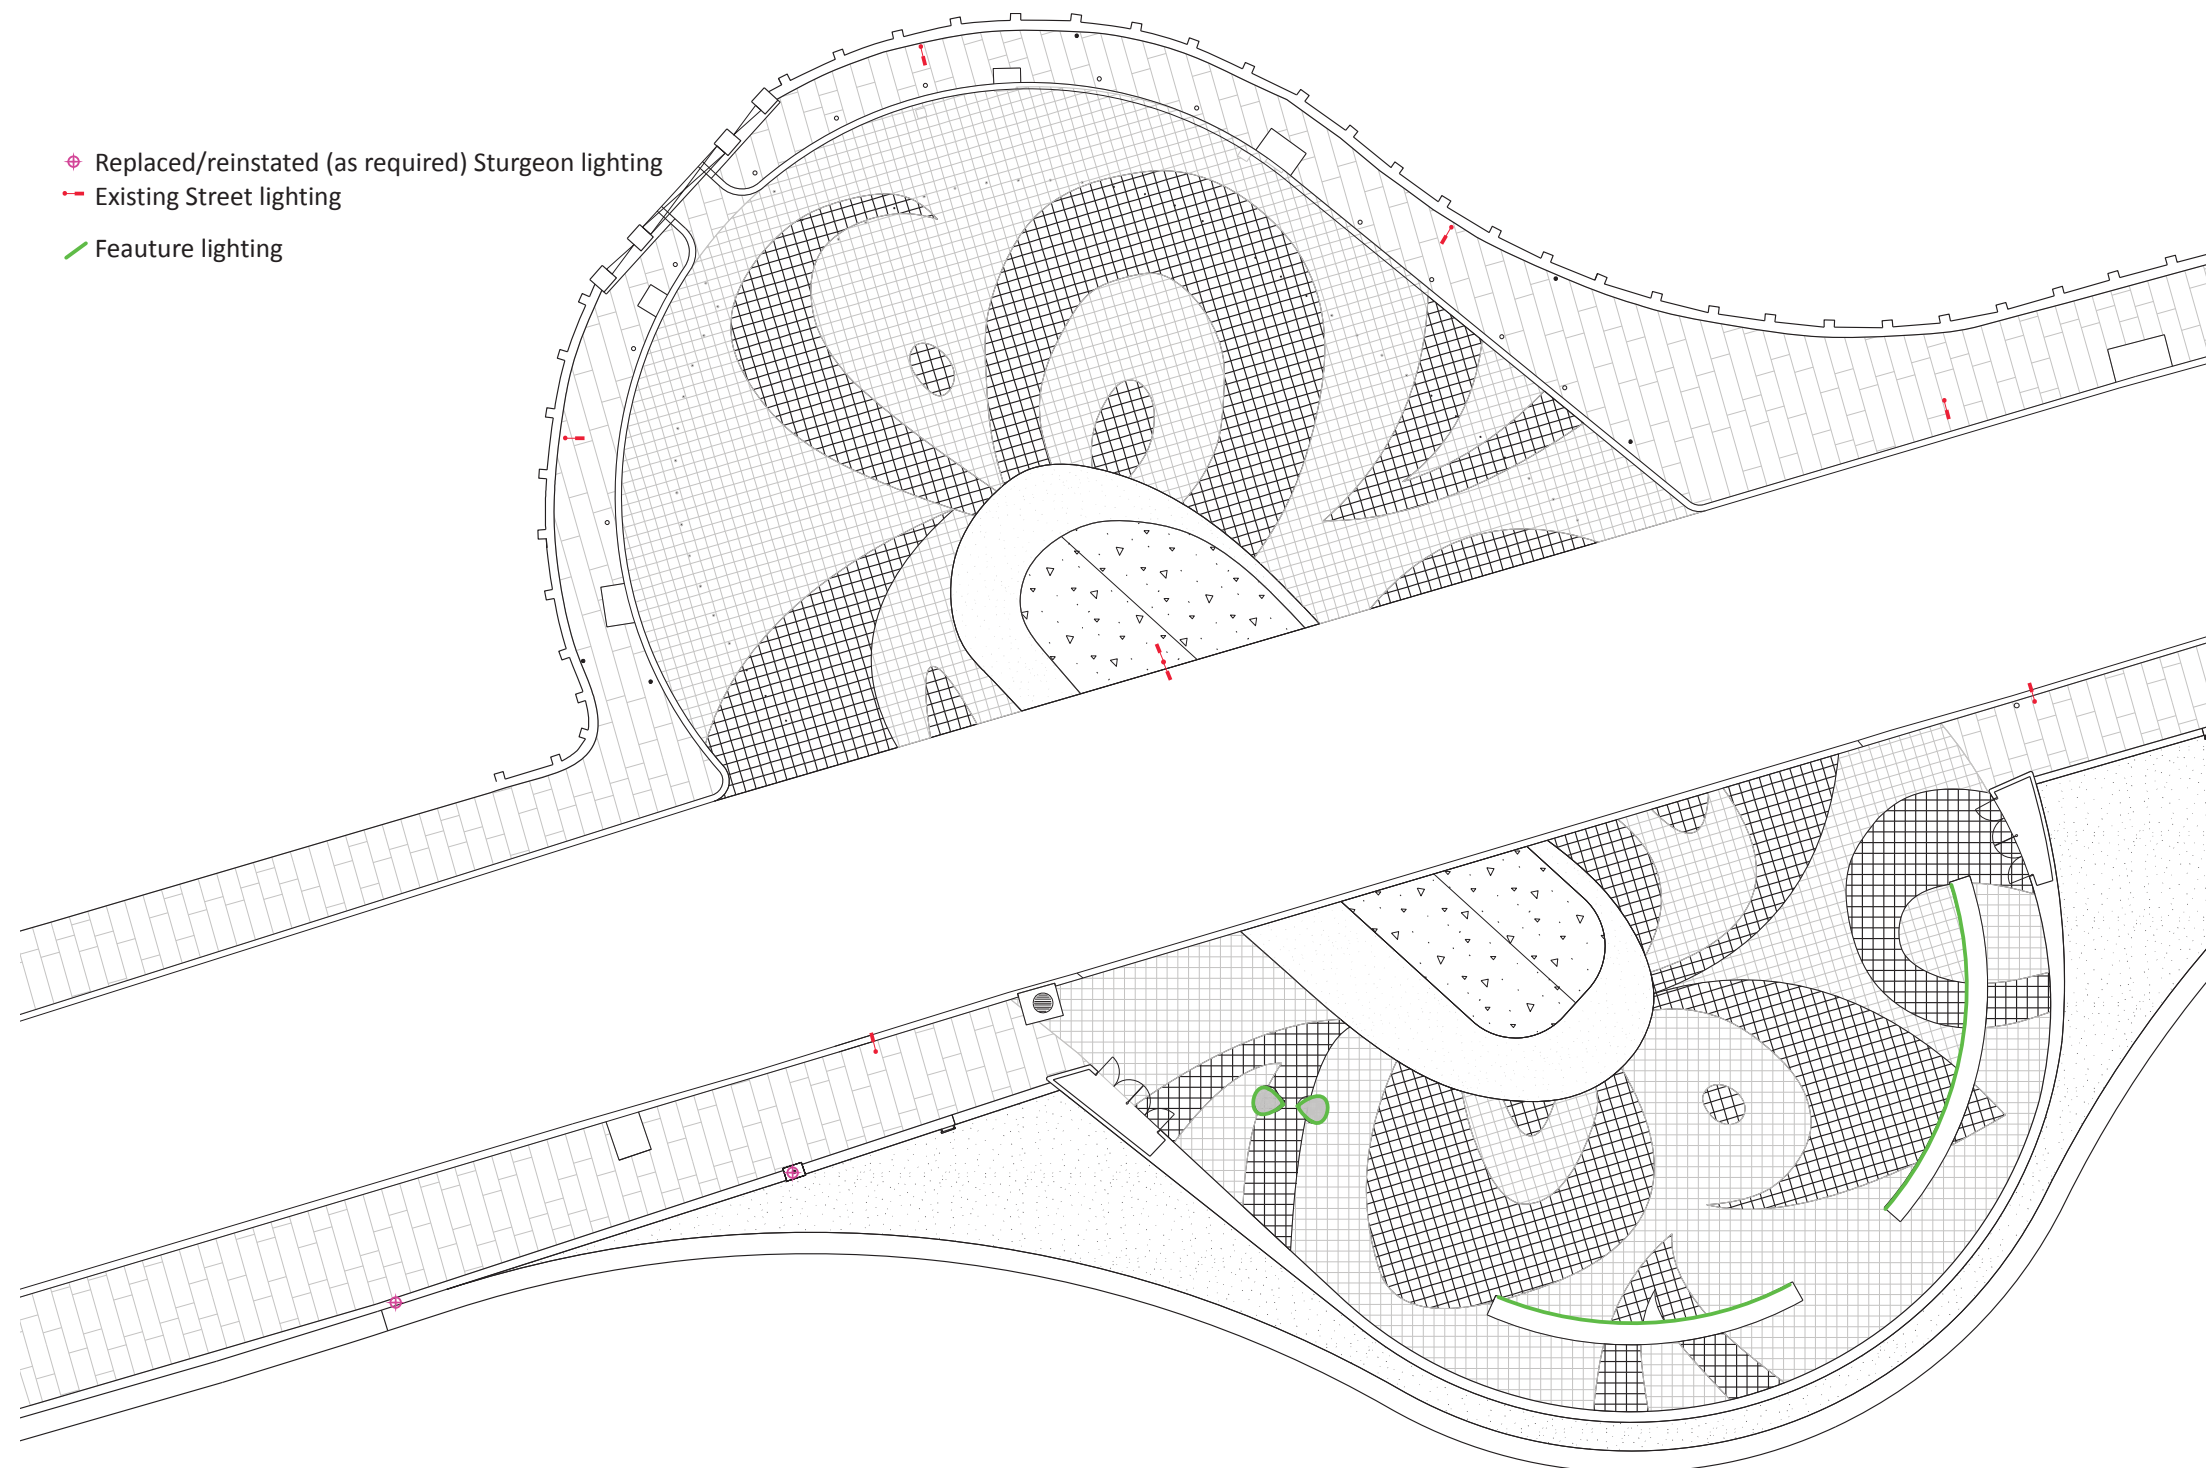 Replaced/reinstated (as required) Sturgeon lighting
Existing Street lighting
Feauture lighting